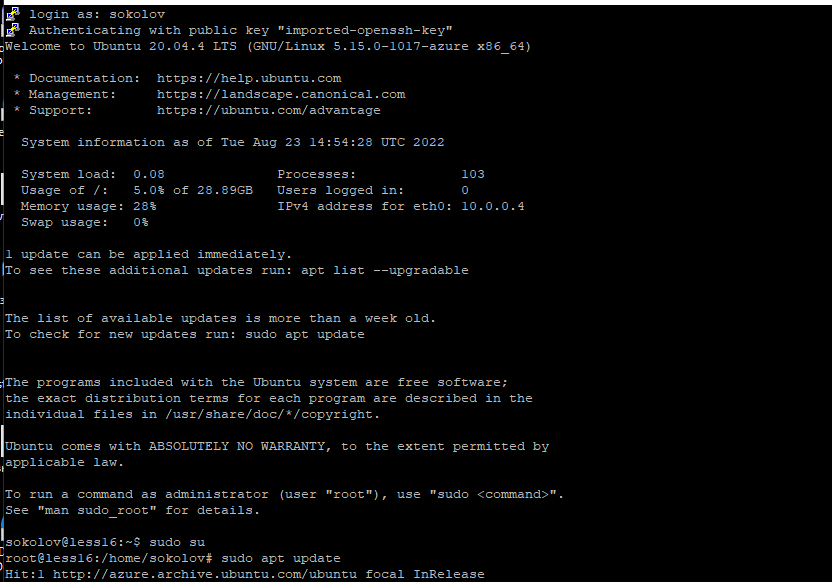 login as: sokolov
Authenticating with public key "imported-openssh-key"
Welcome to Ubuntu 20.04.4 LTS (GNU/Linux 5.15.0-1017-azure x86_64)
* Documentation: https://help.ubuntu.com
* Management: https://landscape.canonical.com
* Support: https://ubuntu.com/advantage
System information as of Tue Aug 23 14:54:28 UTC 2022
System load: 0.08 Processes: 103
Usage of /: 5.0% of 28.89GB Users logged in: 0
Memory usage: 28% IPv4 address for eth0: 10.0.0.4
Swap usage: 0%
1 update can be applied immediately.
To see these additional updates run: apt list --upgradable
The list of available updates is more than a week old.
To check for new updates run: sudo apt update
The programs included with the Ubuntu system are free software;
the exact distribution terms for each program are described in the
individual files in /usr/share/doc/*/copyright.
Ubuntu comes with ABSOLUTELY NO WARRANTY, to the extent permitted by
applicable law.
To run a command as administrator (user "root"), use "sudo <command>".
See "man sudo_root" for details.
sokolov@less16:~$ sudo su
root@less16:/home/sokolov# sudo apt update
Hit:1 http://azure.archive.ubuntu.com/ubuntu focal InRelease